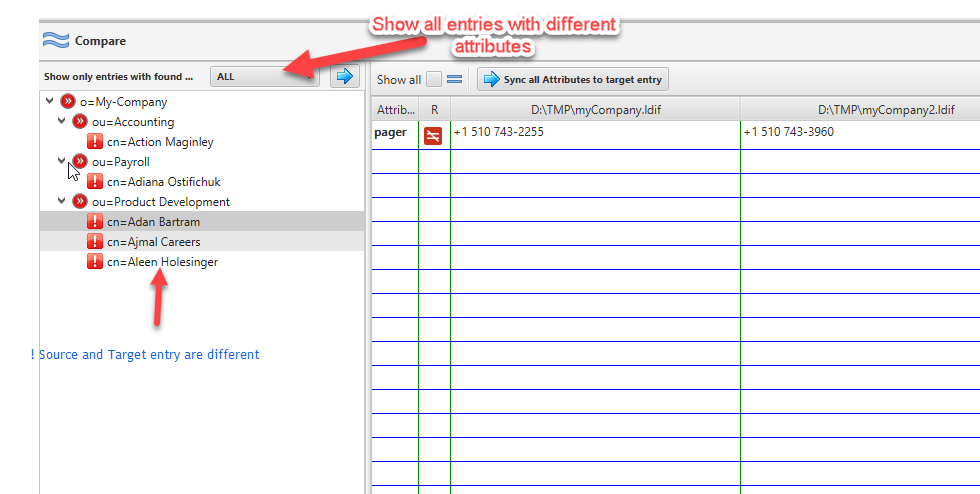 Show all entries with different
attributes
Compare
Show only entries with found ...
ALL
Show all
Sync all Attributes to target entry
o=My-Company
ou=Accounting
cn=Action Maginley
ou=Payroll
cn=Adiana Ostifichuk
ou=Product Development
cn=Adan Bartram
cn=Ajmal Careers
cn=Aleen Holesinger
! Source and Target entry are different
Attrib... R D:\TMP\myCompany.ldif D:\TMP\myCompany2.ldif
pager +1 510 743-2255 +1 510 743-3960